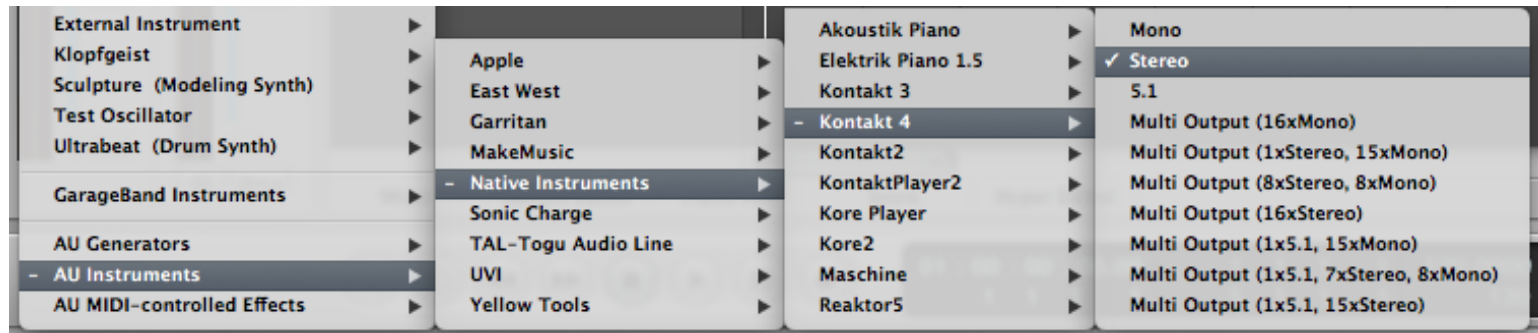 External Instrument
Klopfgeist
Sculpture (Modeling Synth)
Test Oscillator
Ultrabeat (Drum Synth)
GarageBand Instruments
AU Generators
– AU Instruments
AU MIDI-controlled Effects
Apple
East West
Garritan
MakeMusic
– Native Instruments
Sonic Charge
TAL-Togu Audio Line
UVI
Yellow Tools
Akoustik Piano
Elektrik Piano 1.5
Kontakt 3
– Kontakt 4
Kontakt2
KontaktPlayer2
Kore Player
Kore2
Maschine
Reaktor5
Mono
✓ Stereo
5.1
Multi Output (16xMono)
Multi Output (1xStereo, 15xMono)
Multi Output (8xStereo, 8xMono)
Multi Output (16xStereo)
Multi Output (1x5.1, 15xMono)
Multi Output (1x5.1, 7xStereo, 8xMono)
Multi Output (1x5.1, 15xStereo)